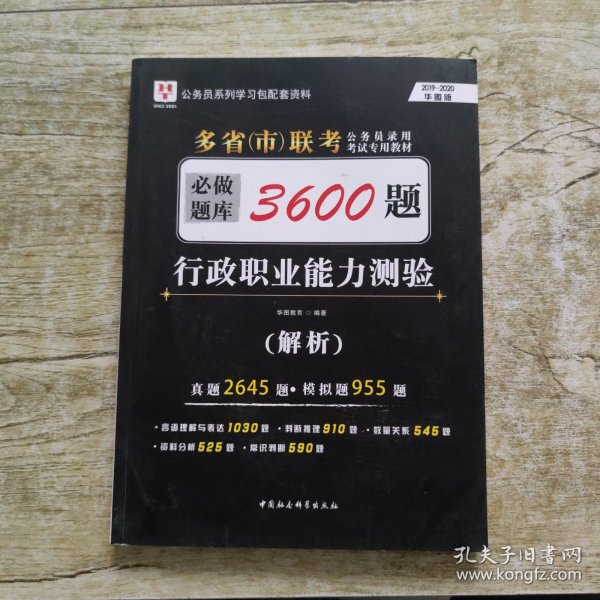 HT
SINCE 2001
公务员系列学习包配套资料
2019-2020
华图版
多省(市)联考 公务员录用
考试专用教材
必做
题库
3600题
行政职业能力测验
华图教育 ◎ 编著
(解析)
真题2645题·模拟题955题
·言语理解与表达1030题 ·判断推理910题 ·数量关系545题
·资料分析525题 ·常识判断590题
中国社会科学出版社
孔夫子旧书网
www.kongfz.com